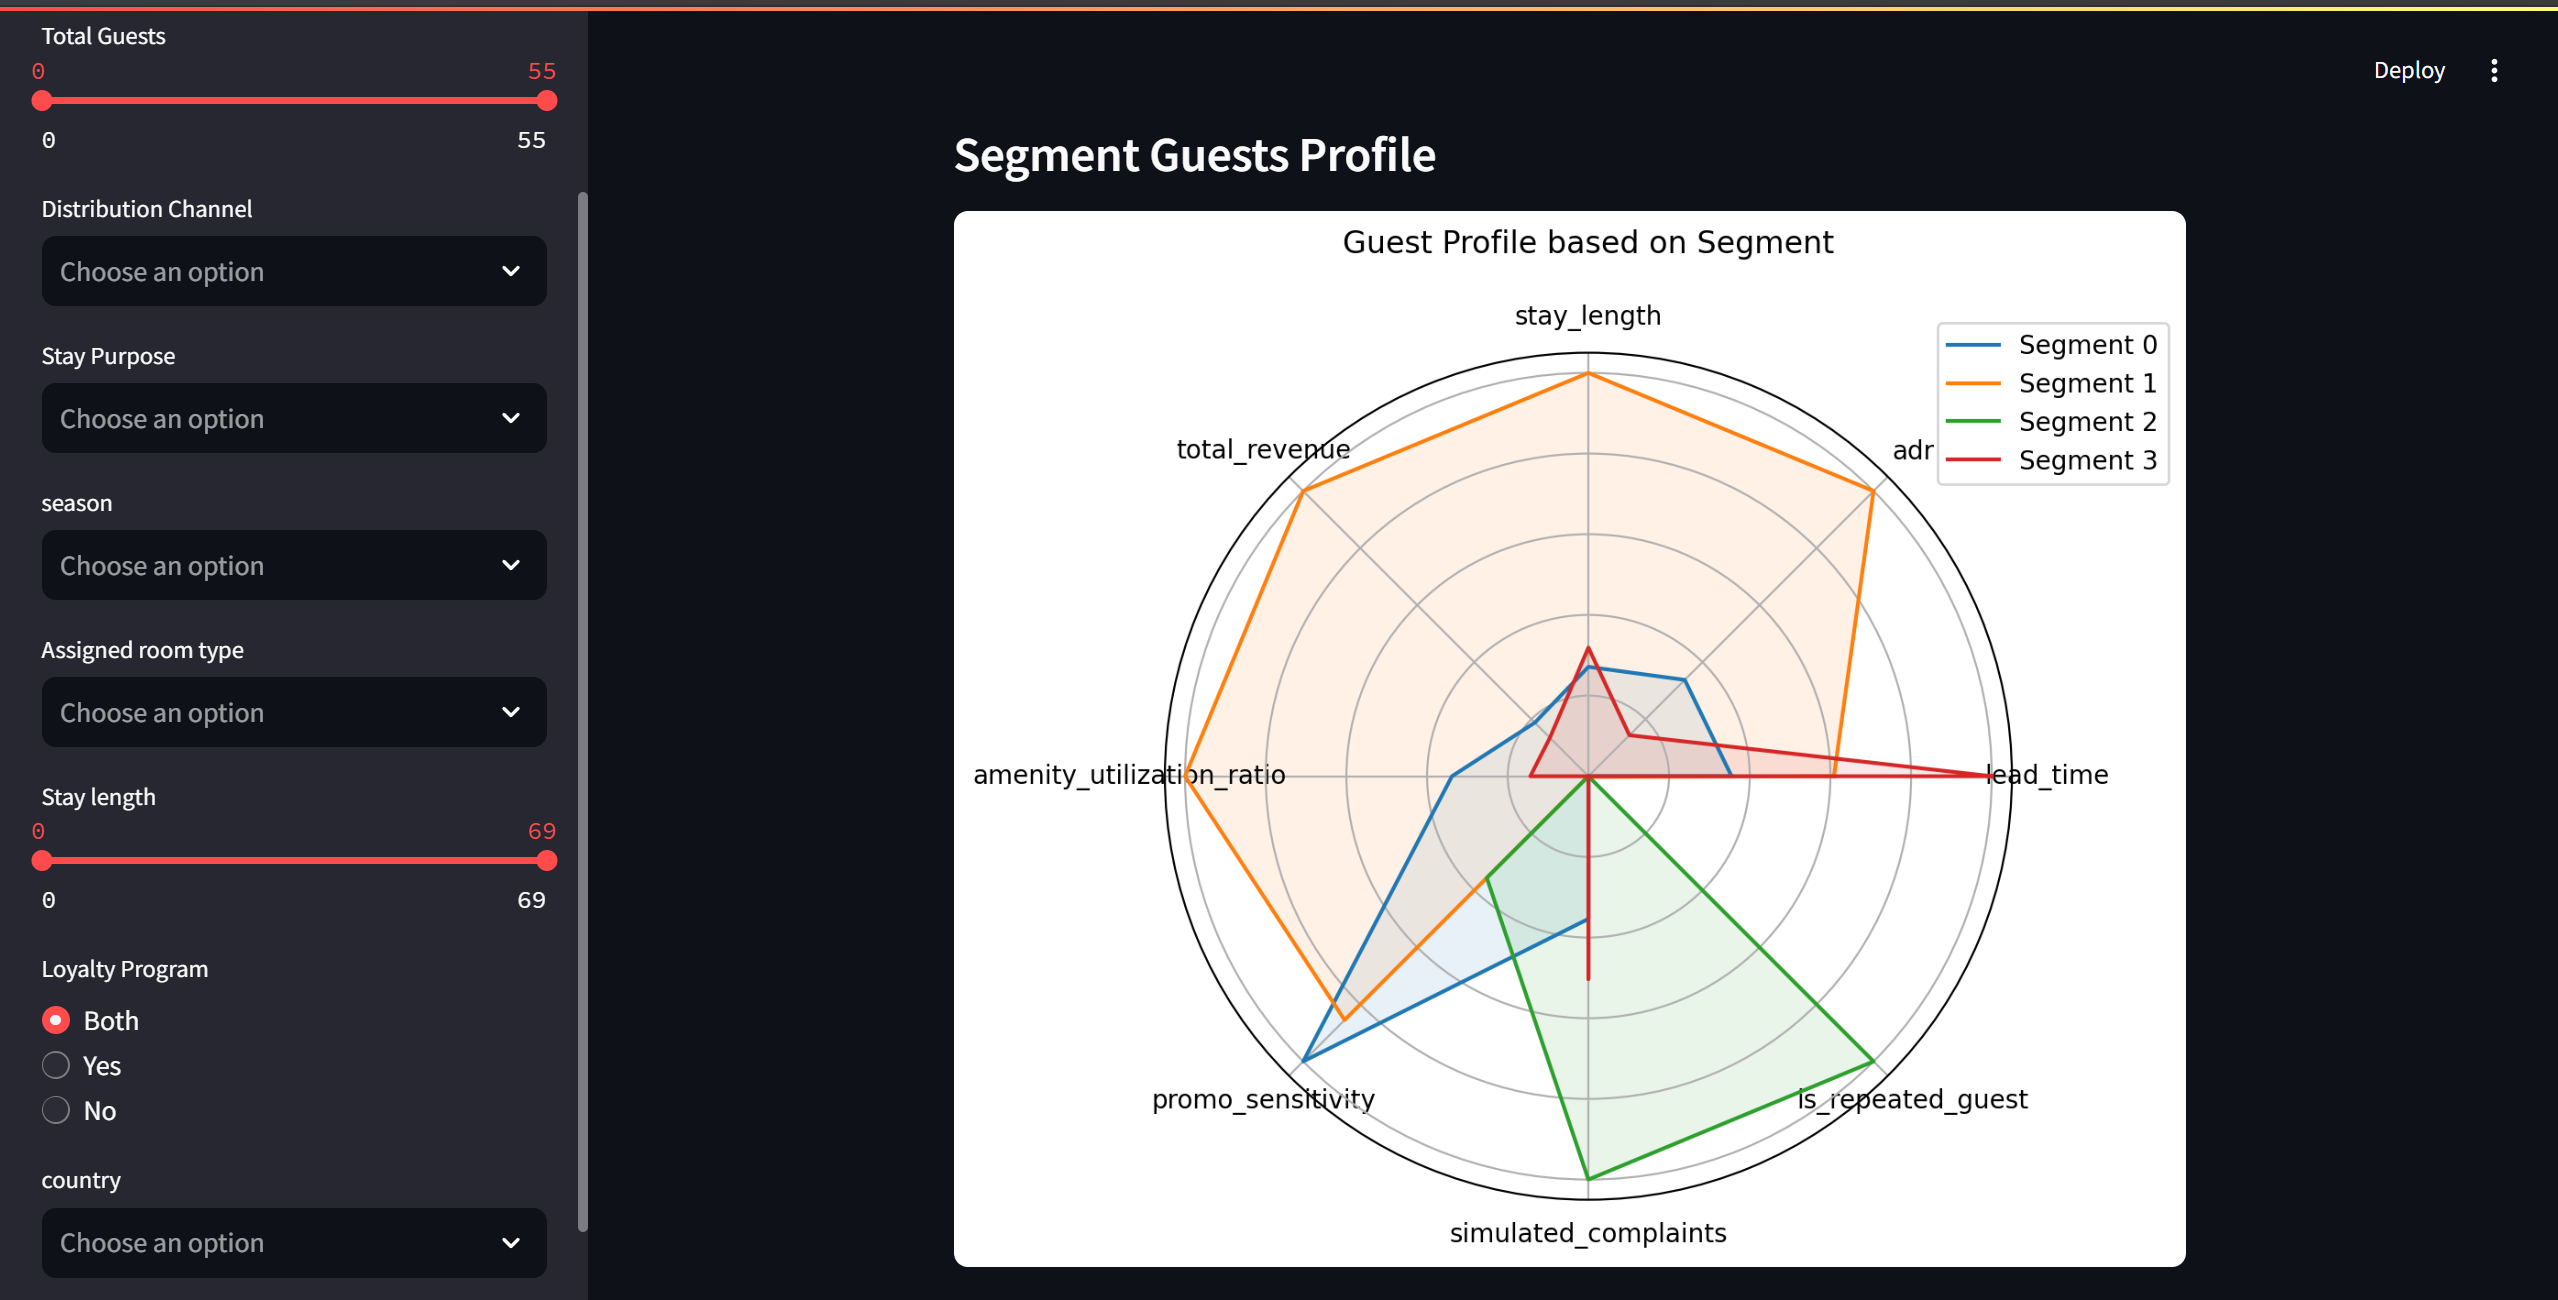 Total Guests
0 55
0 55
Distribution Channel
Choose an option
Stay Purpose
Choose an option
season
Choose an option
Assigned room type
Choose an option
Stay length
0 69
0 69
Loyalty Program
Both
Yes
No
country
Choose an option
Deploy
Segment Guests Profile
Guest Profile based on Segment
stay_length
Segment 0
Segment 1
Segment 2
Segment 3
total_revenue
adr
amenity_utilization_ratio
lead_time
promo_sensitivity
is_repeated_guest
simulated_complaints